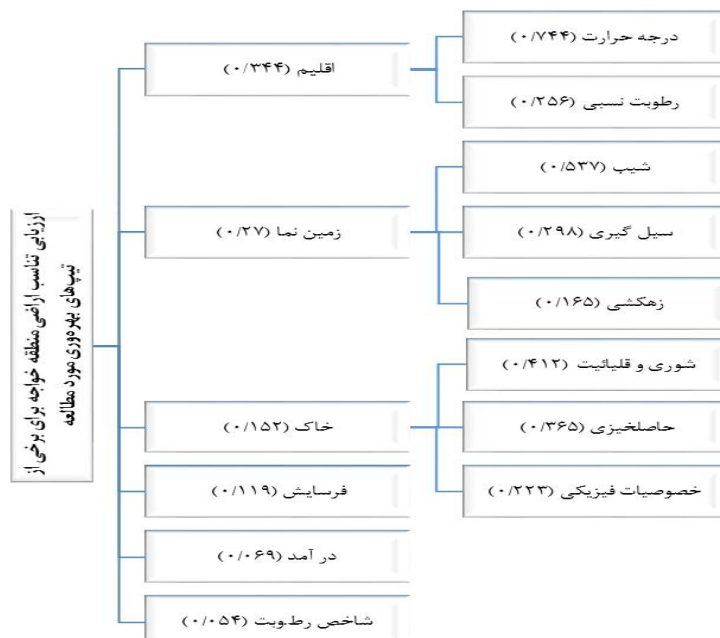 ارزیابی تناسب اراضی منطقه خواجه برای برخی از
تیپ‌های بهره‌وری مورد مطالعه
اقلیم (۰/۳۴۴)
درجه حرارت (۰/۷۴۴)
رطوبت نسبی (۰/۲۵۶)
زمین نما (۰/۲۷)
شیب (۰/۵۳۷)
سیل گیری (۰/۲۹۸)
زهکشی (۰/۱۶۵)
خاک (۰/۱۵۲)
شوری و قلیائیت (۰/۴۱۲)
حاصلخیزی (۰/۳۶۵)
خصوصیات فیزیکی (۰/۲۲۳)
فرسایش (۰/۱۱۹)
در آمد (۰/۰۶۹)
شاخص رطوبت (۰/۰۵۴)